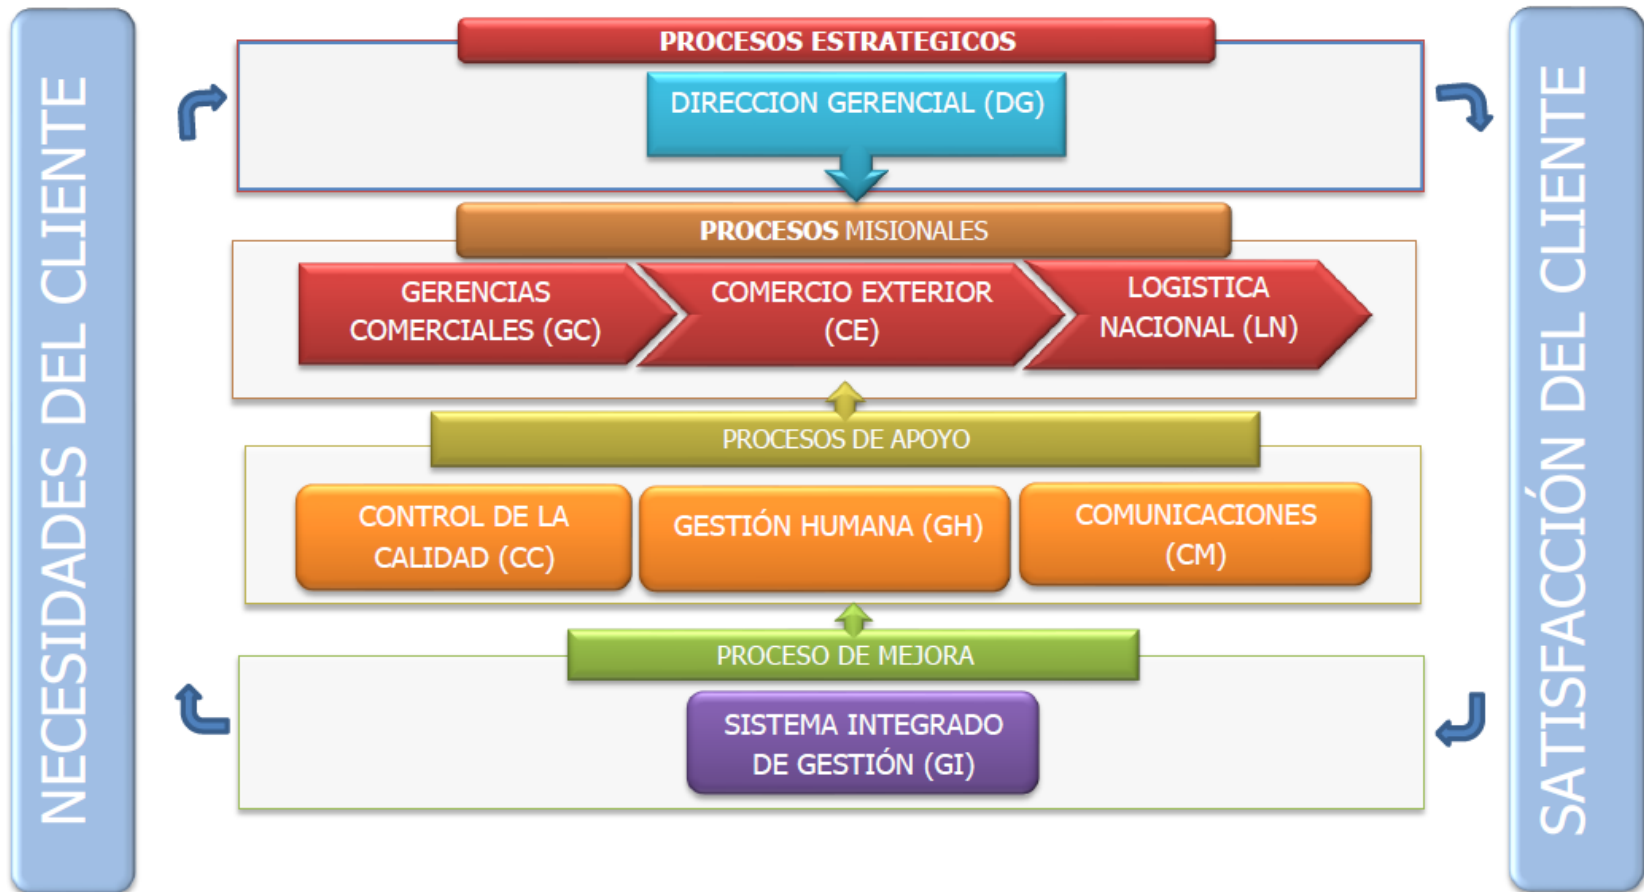 NECESIDADES DEL CLIENTE
PROCESOS ESTRATEGICOS
DIRECCION GERENCIAL (DG)
PROCESOS MISIONALES
GERENCIAS
COMERCIALES (GC)
COMERCIO EXTERIOR
(CE)
LOGISTICA
NACIONAL (LN)
PROCESOS DE APOYO
CONTROL DE LA
CALIDAD (CC)
GESTIÓN HUMANA (GH)
COMUNICACIONES
(CM)
PROCESO DE MEJORA
SISTEMA INTEGRADO
DE GESTIÓN (GI)
SATISFACCIÓN DEL CLIENTE